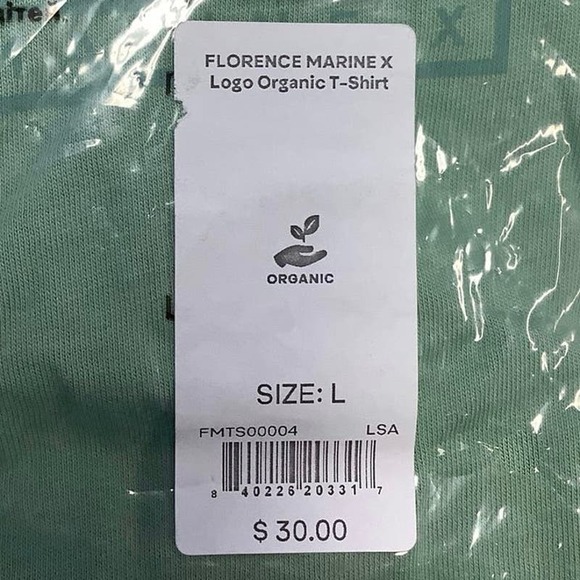 X
FLORENCE MARINE X
Logo Organic T-Shirt
ORGANIC
SIZE: L
FMTS00004 LSA
8 40226 20331 7
$ 30.00